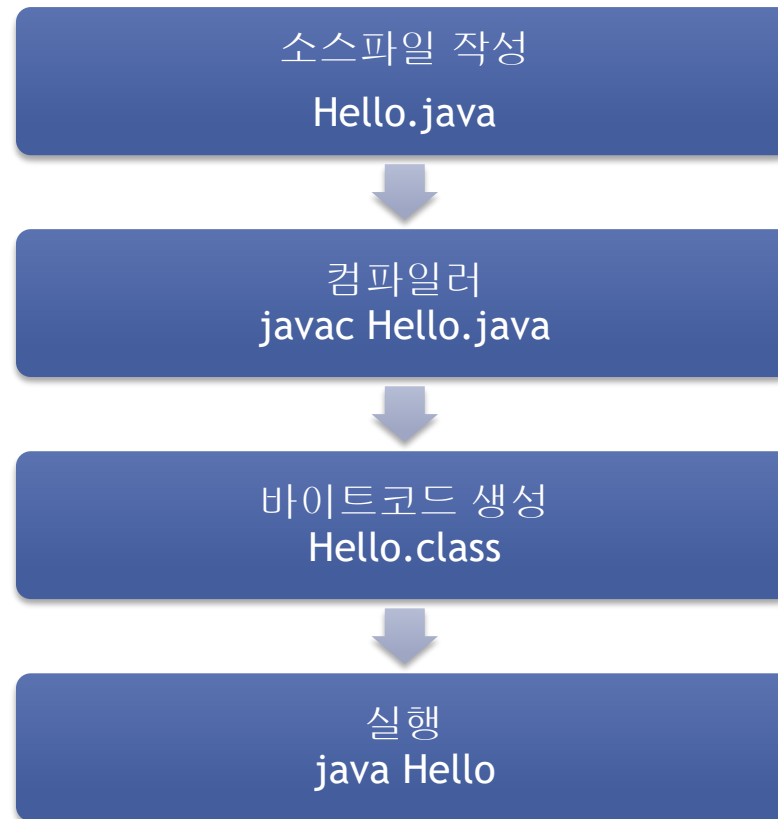 소스파일 작성
Hello.java
컴파일러
javac Hello.java
바이트코드 생성
Hello.class
실행
java Hello